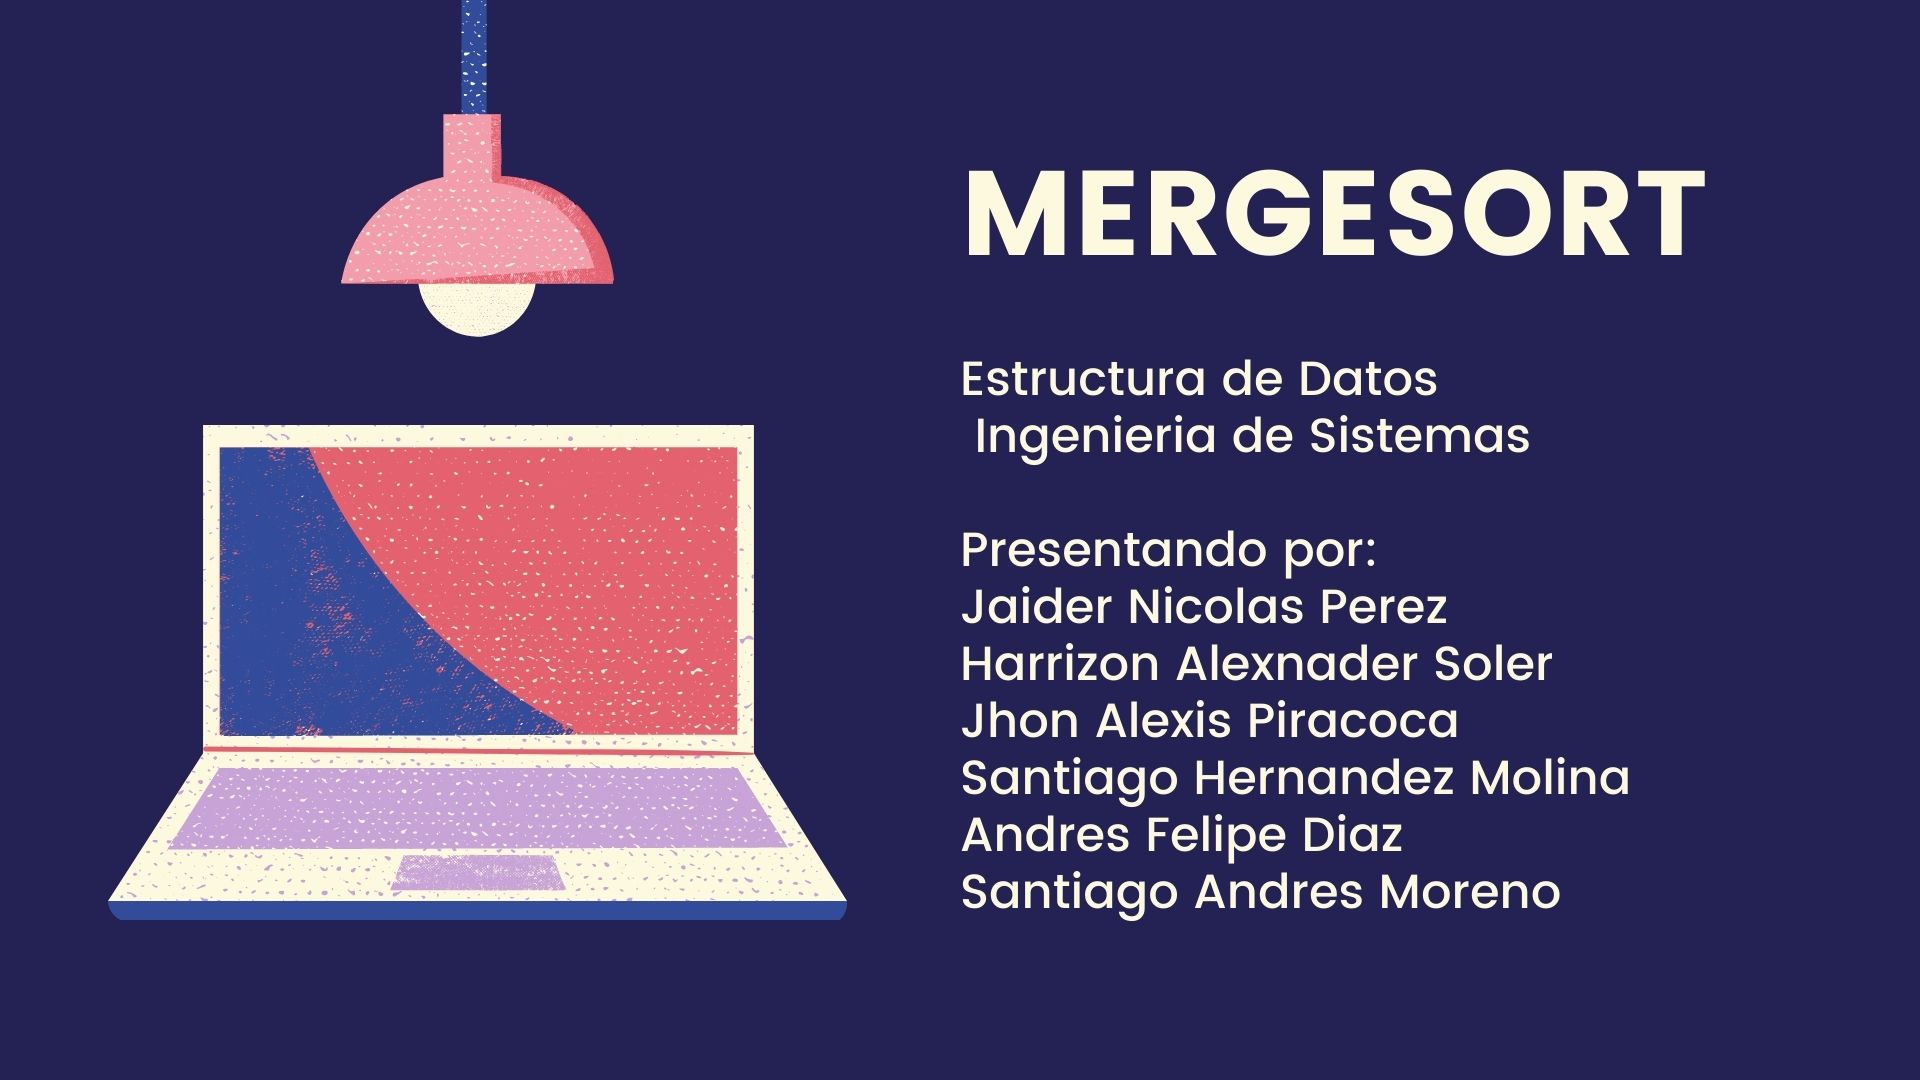 MERGESORT
Estructura de Datos
Ingenieria de Sistemas
Presentando por:
Jaider Nicolas Perez
Harrizon Alexnader Soler
Jhon Alexis Piracoca
Santiago Hernandez Molina
Andres Felipe Diaz
Santiago Andres Moreno